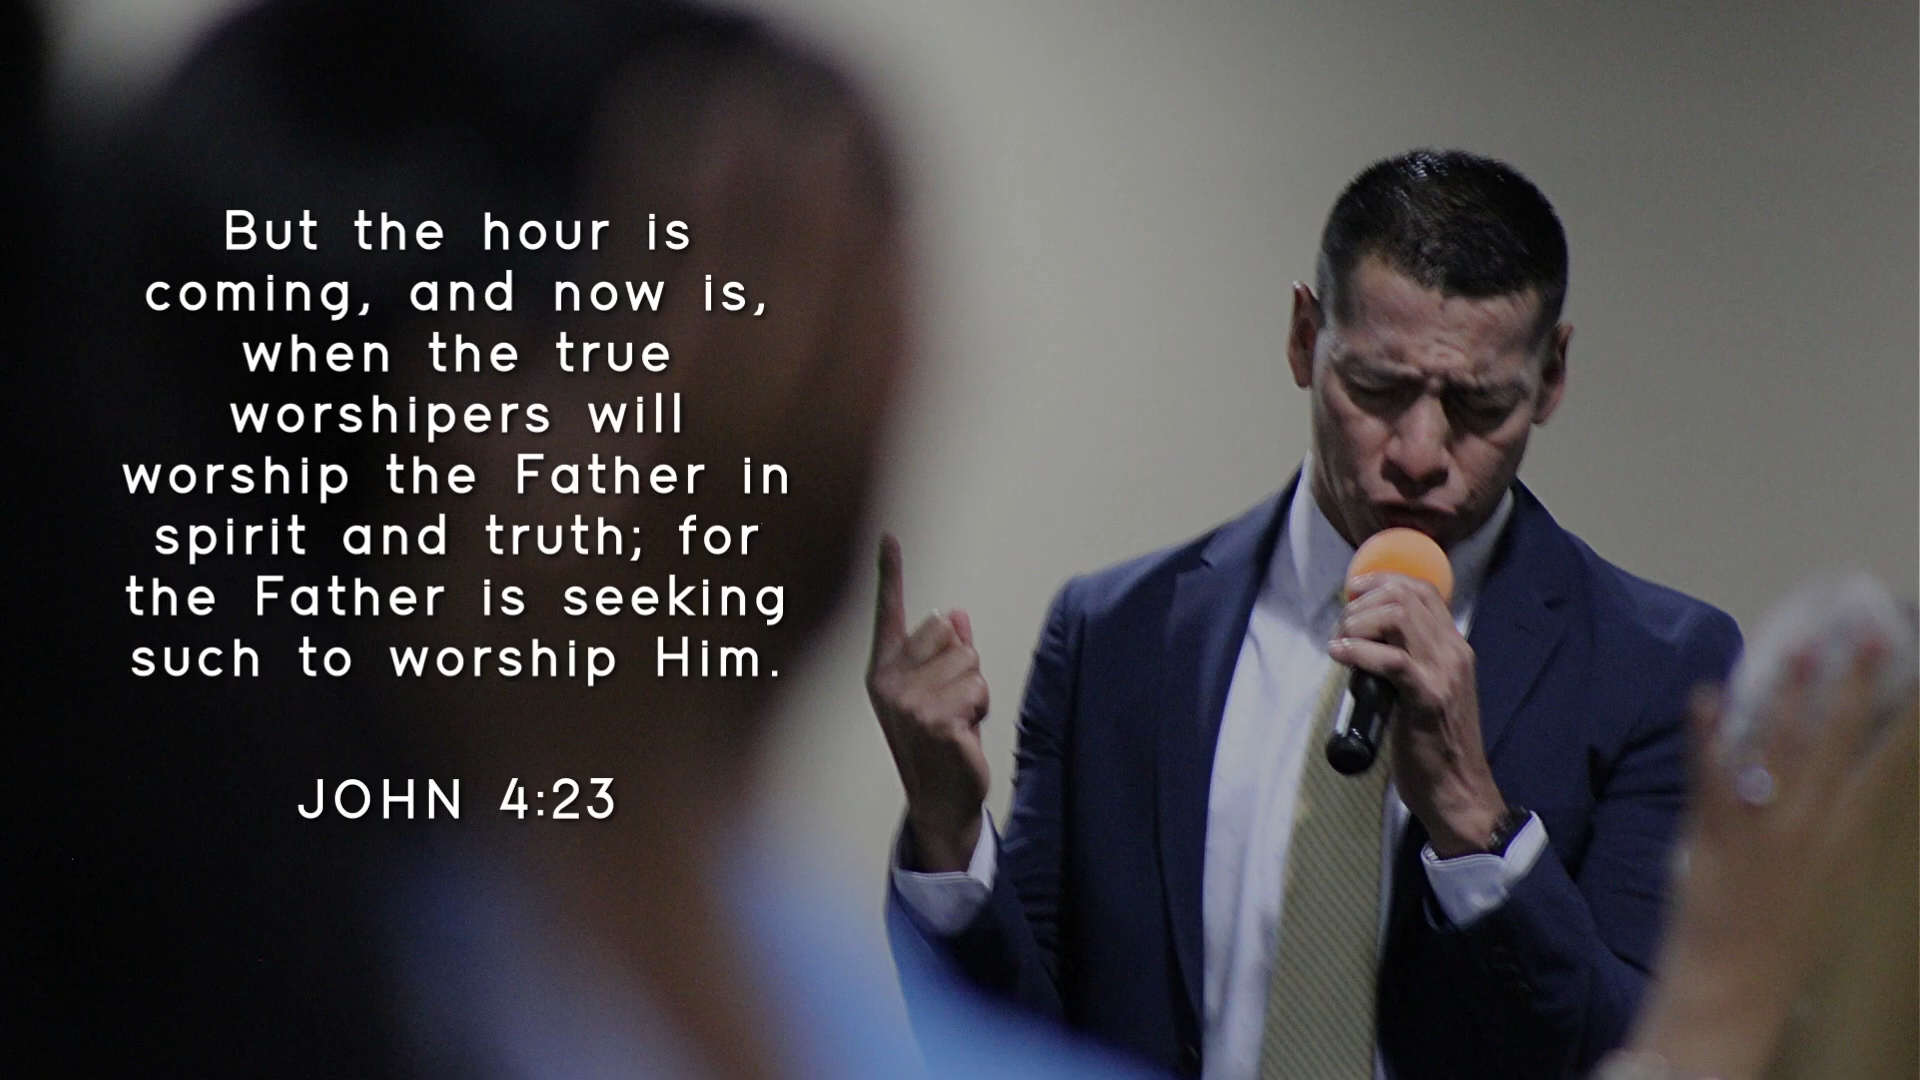 But the hour is
coming, and now is,
when the true
worshipers will
worship the Father in
spirit and truth; for
the Father is seeking
such to worship Him.
JOHN 4:23